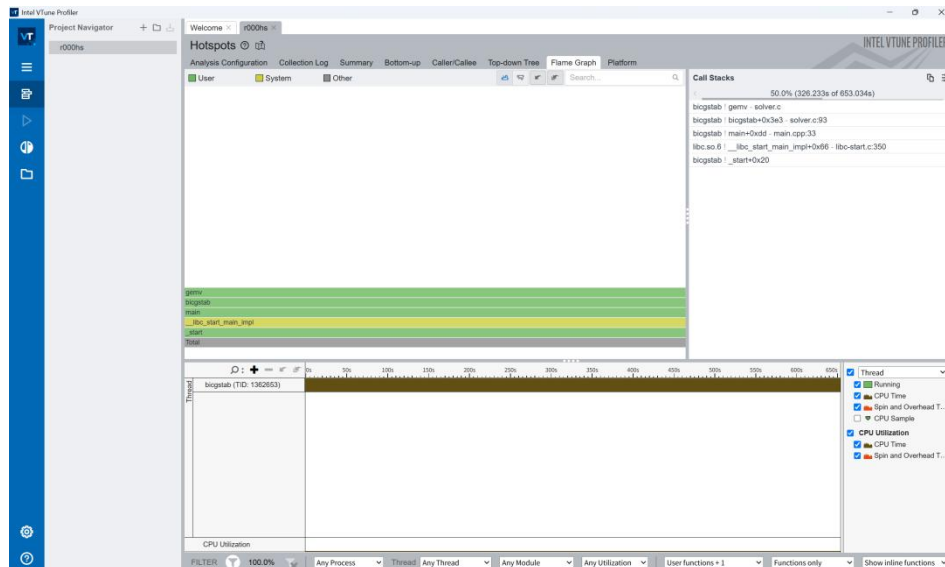 Intel VTune Profiler
Project Navigator
r000hs
Welcome
r000hs
Hotspots
INTEL VTUNE PROFILER
Analysis Configuration Collection Log Summary Bottom-up Caller/Callee Top-down Tree Flame Graph Platform
User System Other
Search...
gemv
bicgstab
main
__libc_start_main_impl
_start
Total
Call Stacks
50.0% (326.233s of 653.034s)
bicgstab ! gemv - solver.c
bicgstab ! bicgstab+0x3e3 - solver.c:93
bicgstab ! main+0xdd - main.cpp:33
libc.so.6 ! __libc_start_main_impl+0x66 - libc-start.c:350
bicgstab ! _start+0x20
0s 50s 100s 150s 200s 250s 300s 350s 400s 450s 500s 550s 600s 650s
Thread
bicgstab (TID: 1362653)
CPU Utilization
Thread
Running
CPU Time
Spin and Overhead T...
CPU Sample
CPU Utilization
CPU Time
Spin and Overhead T...
FILTER 100.0% Any Process Thread Any Thread Any Module Any Utilization User functions + 1 Functions only Show inline functions